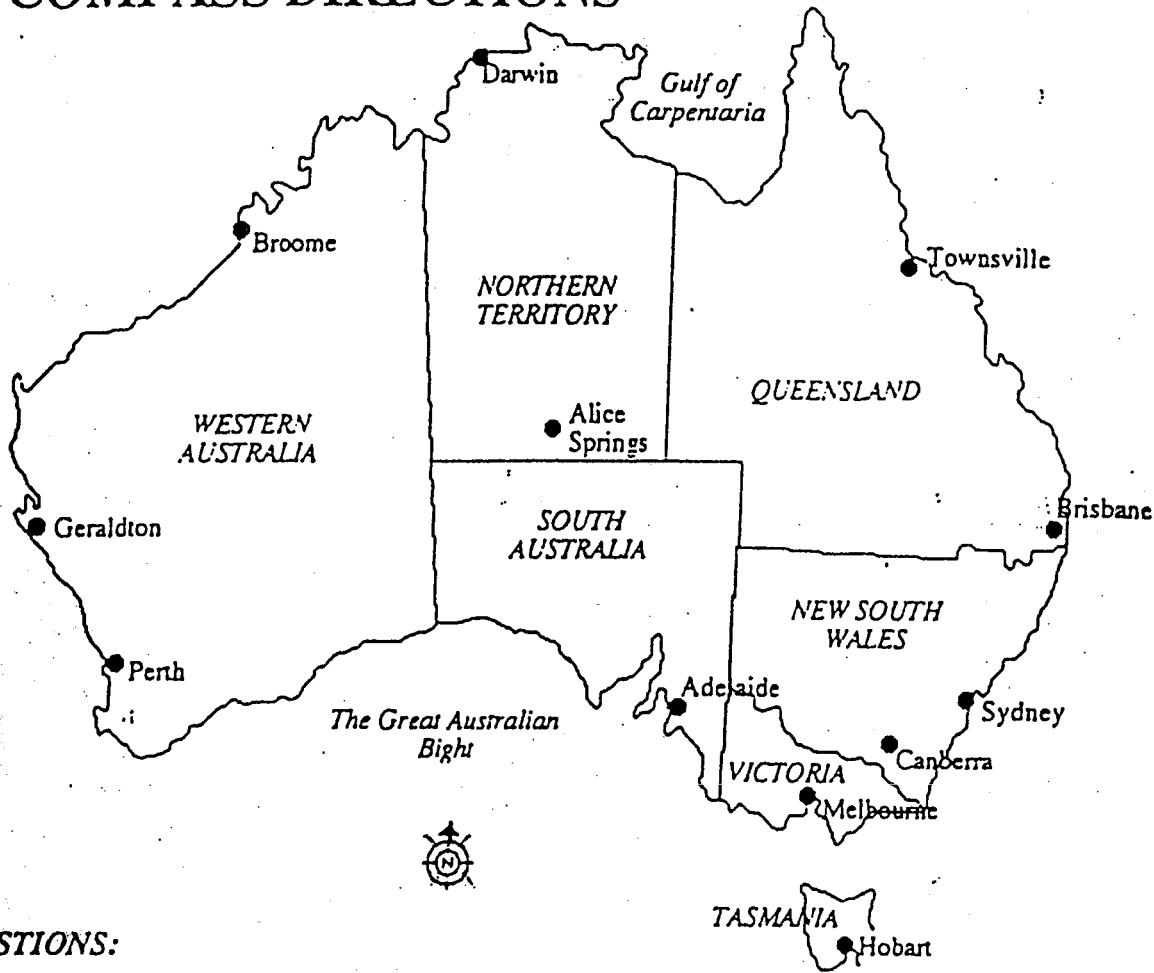 COMPASS DIRECTIONS
Darwin
Gulf of
Carpentaria
Broome
Townsville
NORTHERN
TERRITORY
QUEENSLAND
Alice
Springs
WESTERN
AUSTRALIA
Geraldton
SOUTH
AUSTRALIA
Brisbane
NEW SOUTH
WALES
Perth
Adelaide
Sydney
The Great Australian
Bight
Canberra
VICTORIA
Melbourne
N
TASMANIA
Hobart
STIONS: